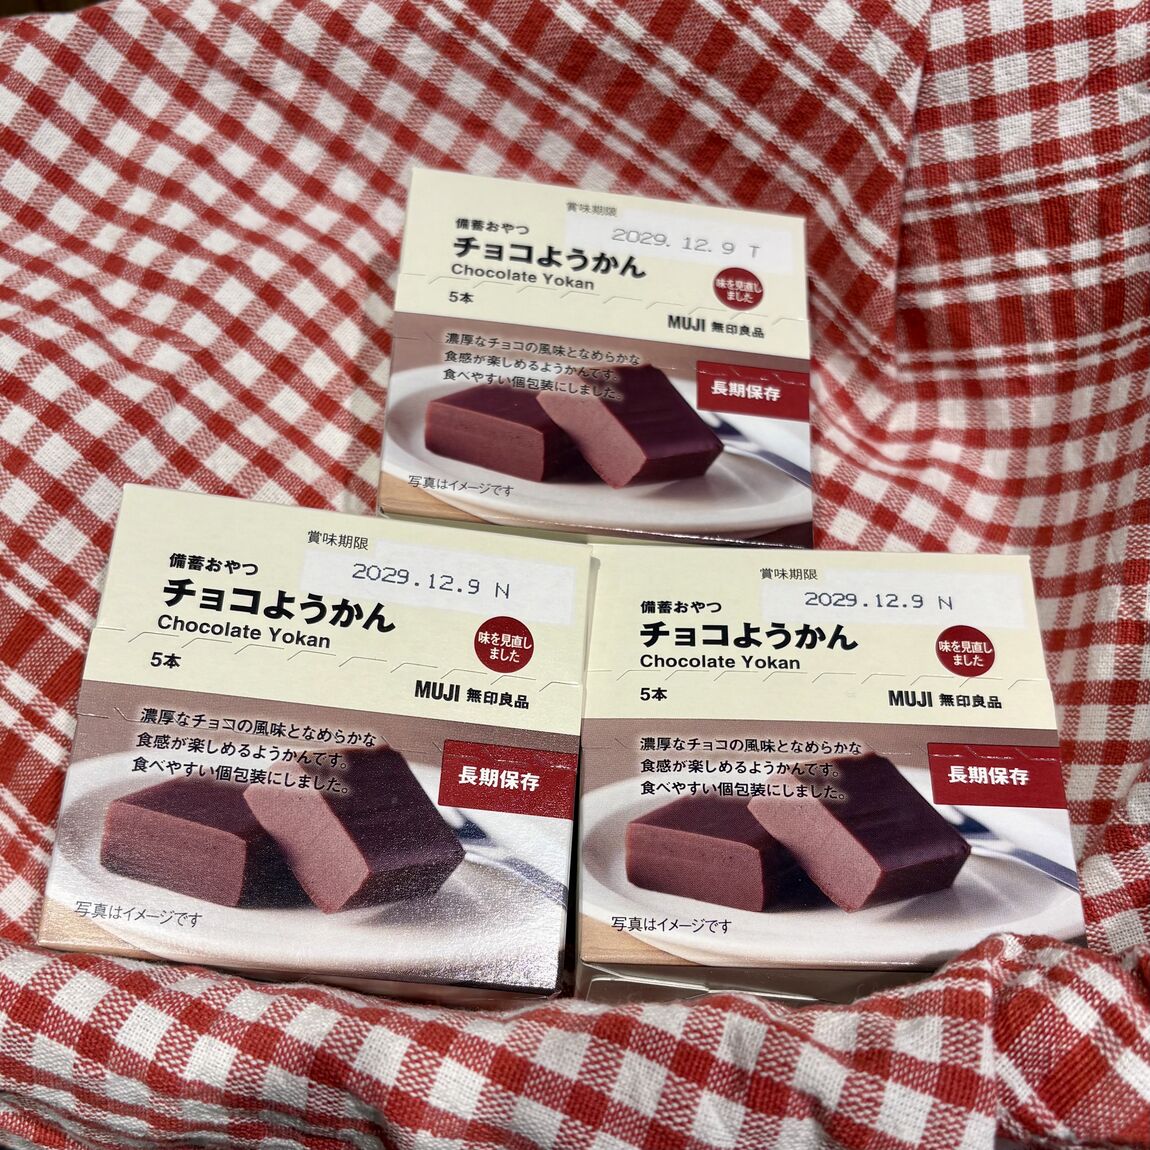 賞味期限
2029.12.9 T
備蓄おやつ
チョコようかん
Chocolate Yokan
5本
味を見直し
ました
MUJI 無印良品
濃厚なチョコの風味となめらかな
食感が楽しめるようかんです。
食べやすい個包装にしました。
長期保存
写真はイメージです
賞味期限
2029.12.9 N
備蓄おやつ
チョコようかん
Chocolate Yokan
5本
味を見直し
ました
MUJI 無印良品
濃厚なチョコの風味となめらかな
食感が楽しめるようかんです。
食べやすい個包装にしました。
長期保存
写真はイメージです
賞味期限
2029.12.9 N
備蓄おやつ
チョコようかん
Chocolate Yokan
5本
味を見直し
ました
MUJI 無印良品
濃厚なチョコの風味となめらかな
食感が楽しめるようかんです。
食べやすい個包装にしました。
長期保存
写真はイメージです